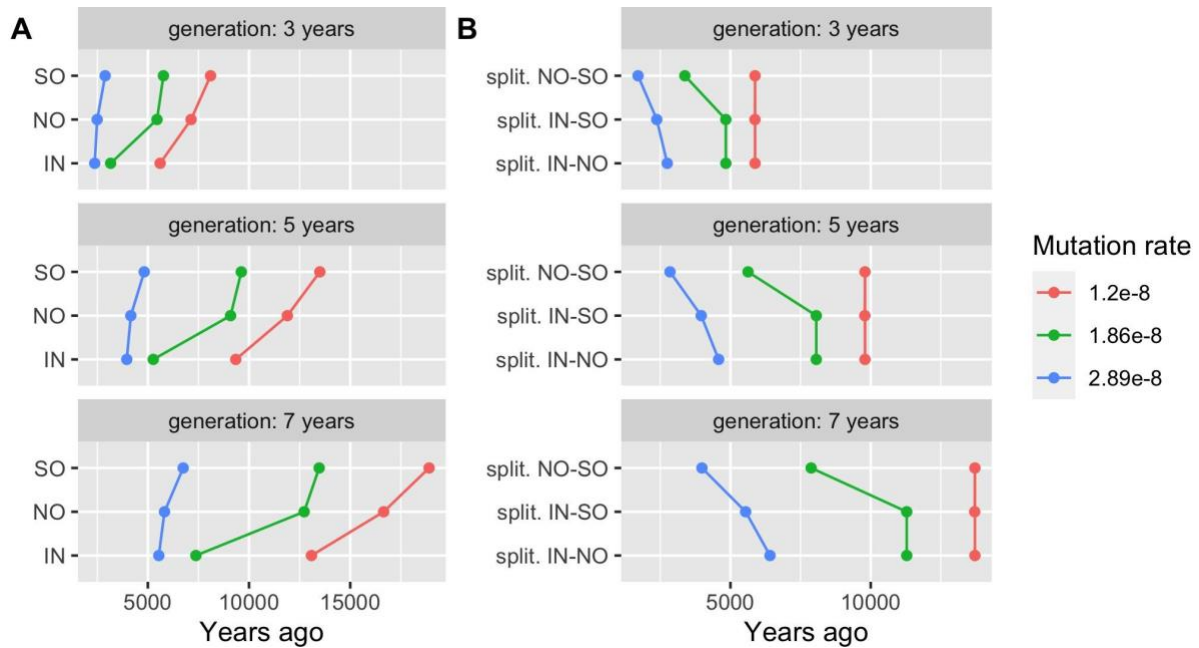 A
generation: 3 years
SO
NO
IN
generation: 5 years
SO
NO
IN
generation: 7 years
SO
NO
IN
5000 10000 15000
Years ago
B
generation: 3 years
split. NO-SO
split. IN-SO
split. IN-NO
generation: 5 years
split. NO-SO
split. IN-SO
split. IN-NO
generation: 7 years
split. NO-SO
split. IN-SO
split. IN-NO
5000 10000
Years ago
Mutation rate
1.2e-8
1.86e-8
2.89e-8